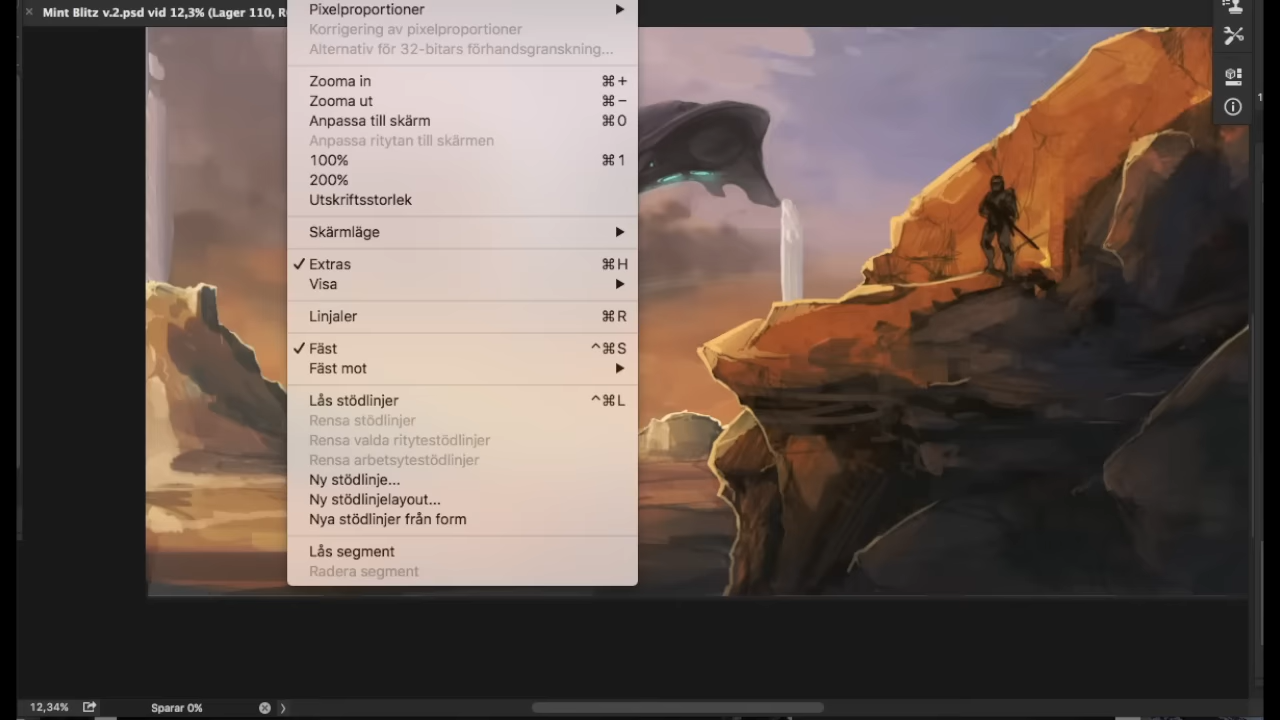 × Mint Blitz v.2.psd vid 12,3% (Lager 110, R
Pixelproportioner
Korrigering av pixelproportioner
Alternativ för 32-bitars förhandsgranskning...
Zooma in ⌘+
Zooma ut ⌘−
Anpassa till skärm ⌘0
Anpassa ritytan till skärmen
100% ⌘1
200%
Utskriftsstorlek
Skärmläge
✓ Extras ⌘H
Visa
Linjaler ⌘R
✓ Fäst ^⌘S
Fäst mot
Lås stödlinjer ^⌘L
Rensa stödlinjer
Rensa valda ritytestödlinjer
Rensa arbetsytestödlinjer
Ny stödlinje...
Ny stödlinjelayout...
Nya stödlinjer från form
Lås segment
Radera segment
12,34% Sparar 0%